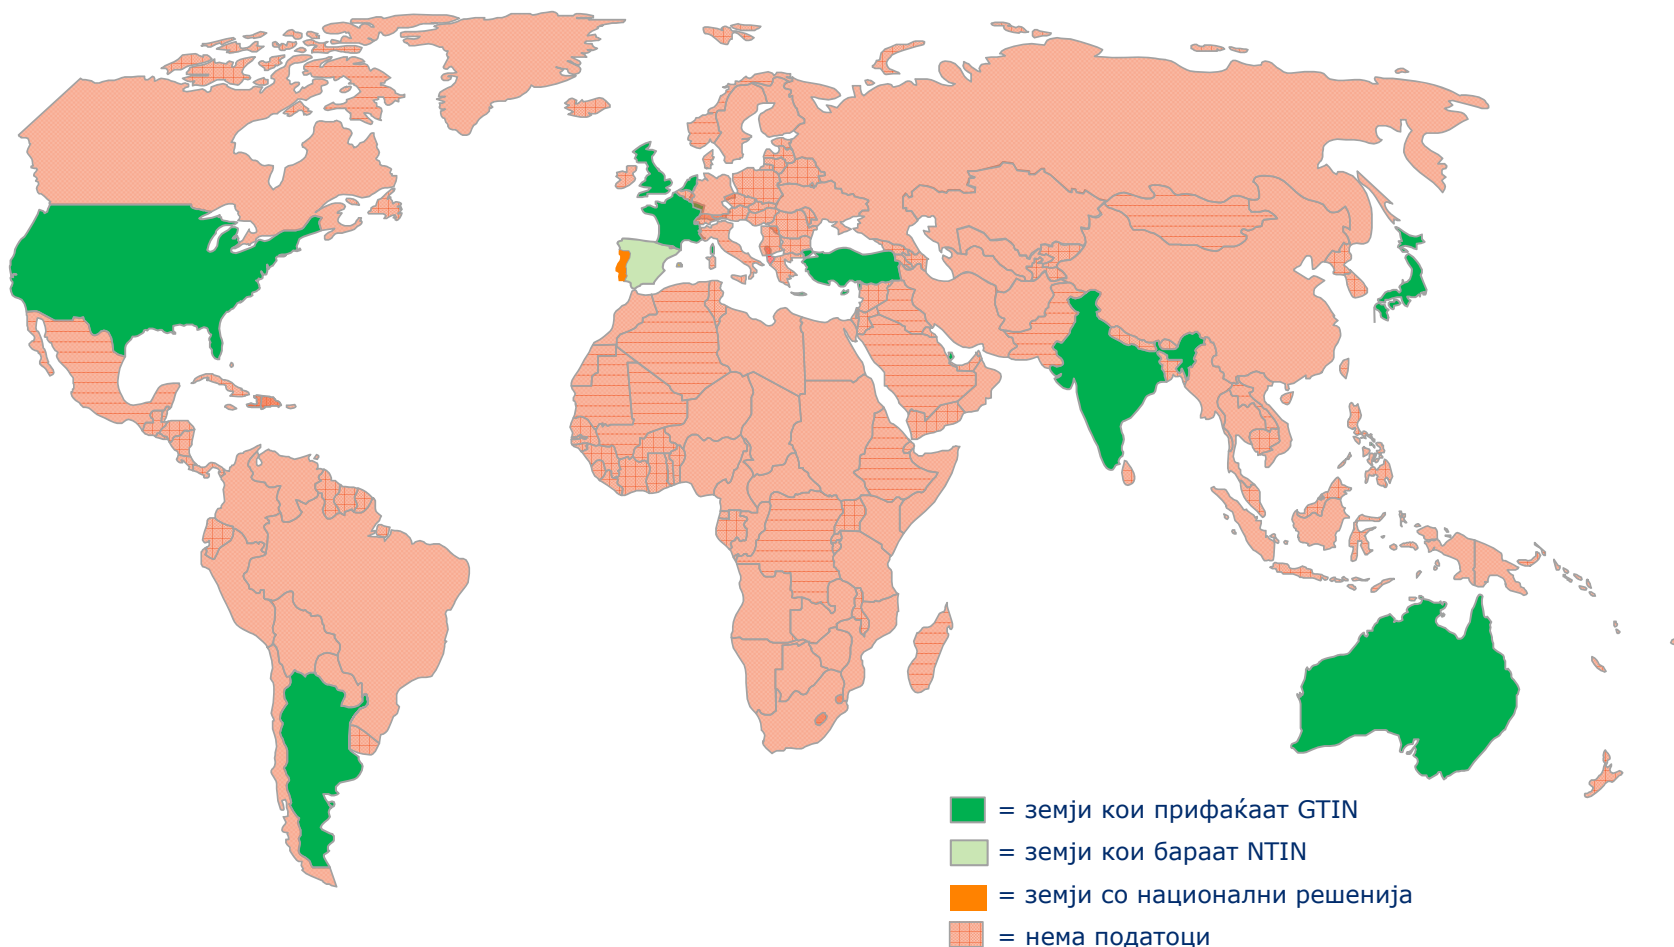 = земји кои прифаќаат GTIN
= земји кои бараат NTIN
= земји со национални решенија
= нема податоци